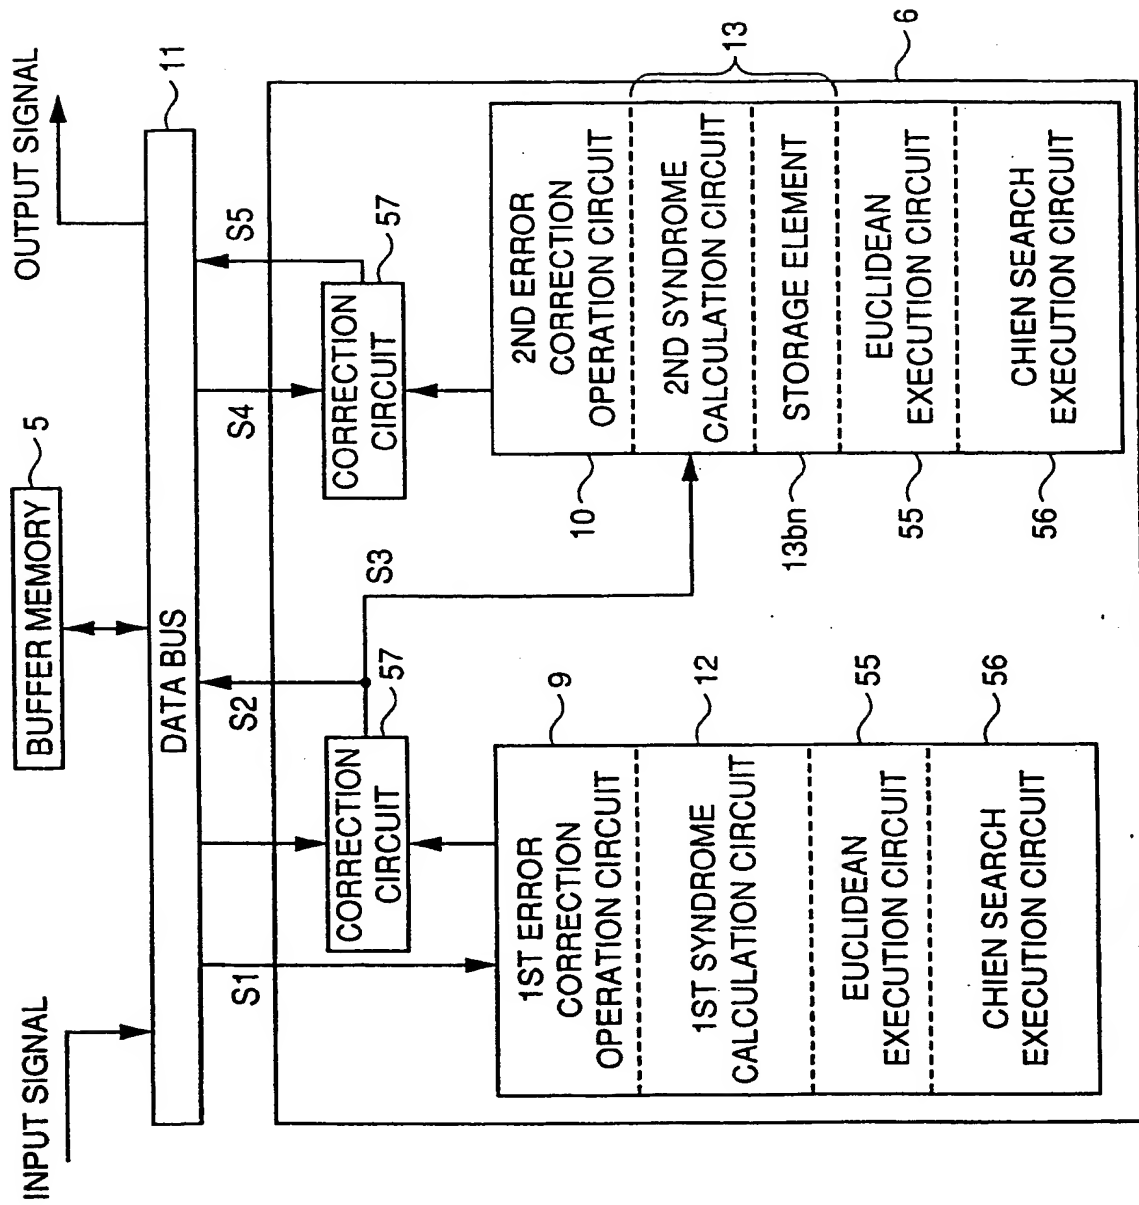 BUFFER MEMORY
5
INPUT SIGNAL
OUTPUT SIGNAL
DATA BUS
11
S1
S2
S3
S4
S5
CORRECTION
CIRCUIT
57
CORRECTION
CIRCUIT
57
1ST ERROR
CORRECTION
OPERATION CIRCUIT
9
1ST SYNDROME
CALCULATION CIRCUIT
12
EUCLIDEAN
EXECUTION CIRCUIT
55
CHIEN SEARCH
EXECUTION CIRCUIT
56
2ND ERROR
CORRECTION
OPERATION CIRCUIT
10
2ND SYNDROME
CALCULATION CIRCUIT
STORAGE ELEMENT
13bn
13
EUCLIDEAN
EXECUTION CIRCUIT
55
CHIEN SEARCH
EXECUTION CIRCUIT
56
6